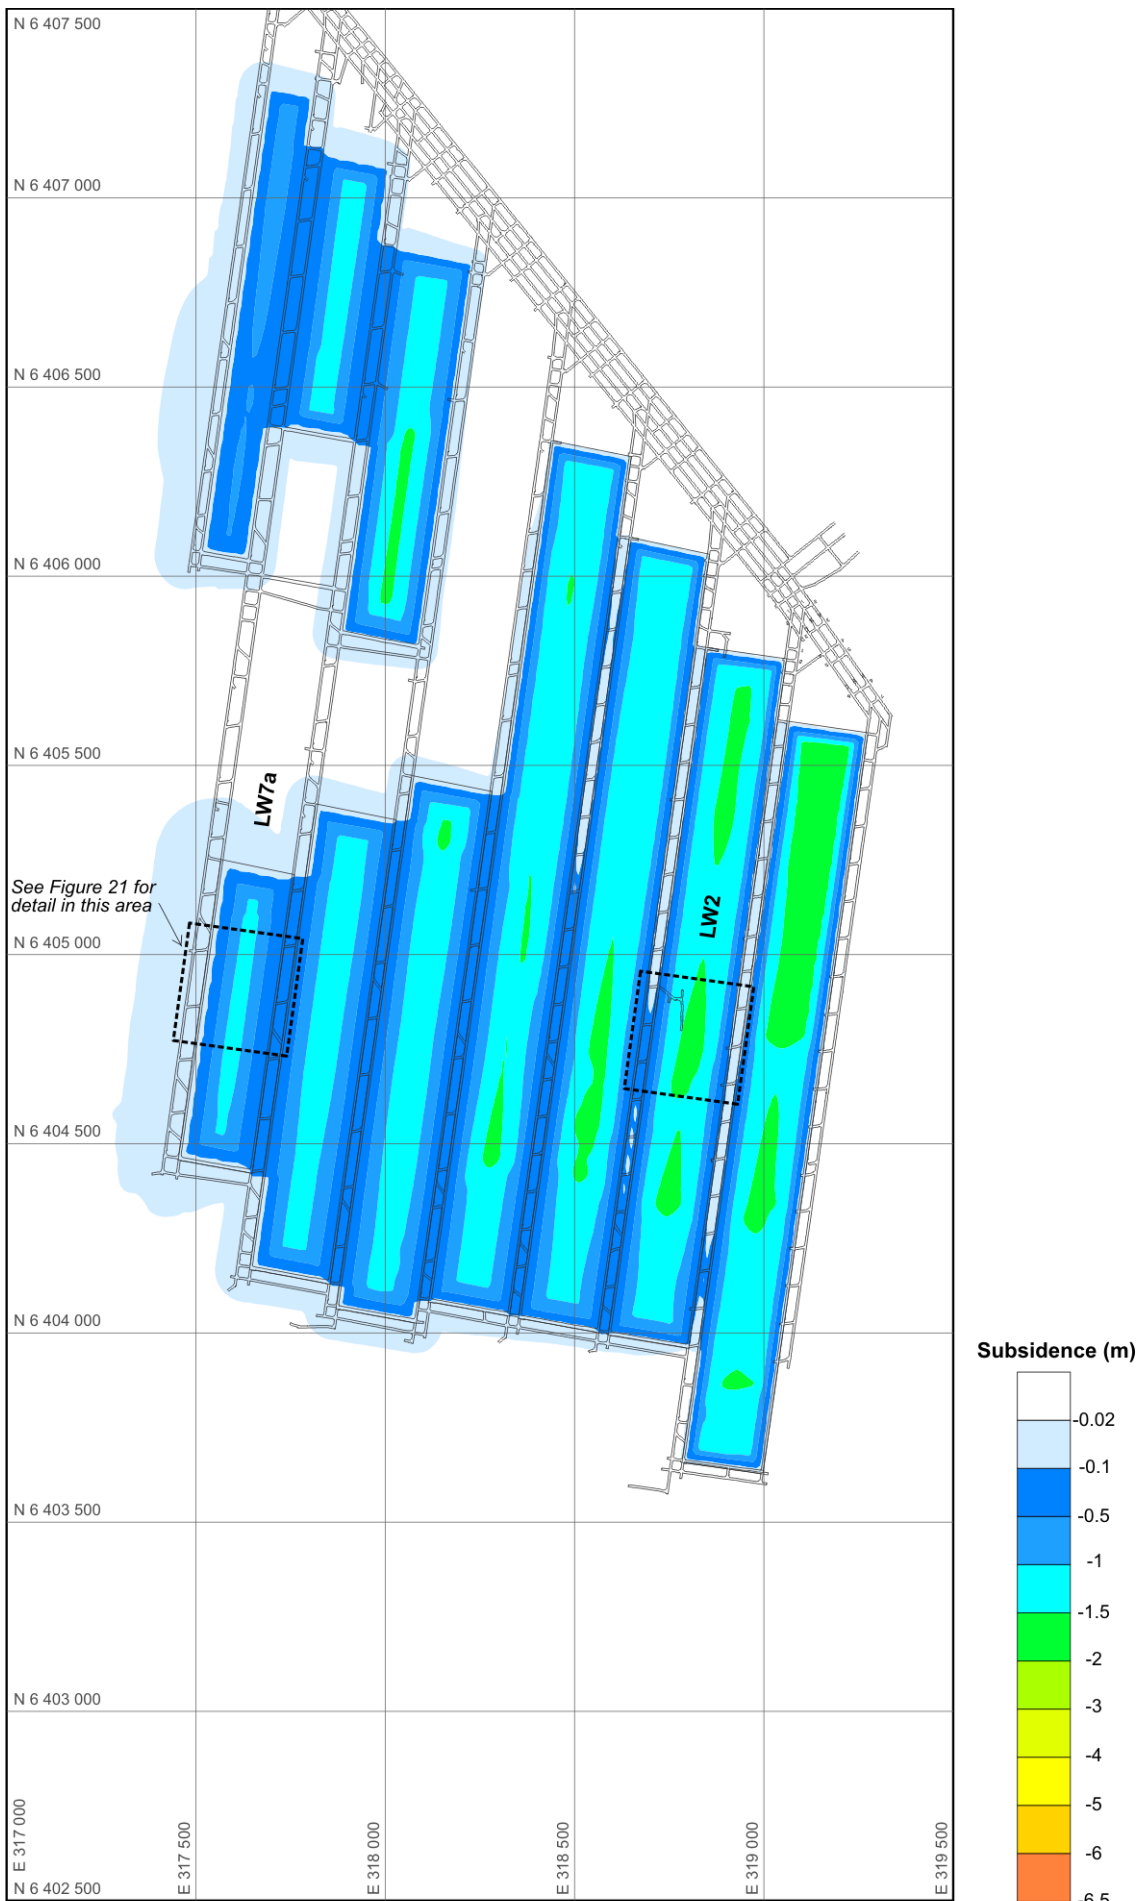 N 6 407 500
N 6 407 000
N 6 406 500
N 6 406 000
N 6 405 500
LW7a
See Figure 21 for
detail in this area
LW2
N 6 405 000
N 6 404 500
N 6 404 000
Subsidence (m)
-0.02
-0.1
-0.5
-1
-1.5
-2
-3
-4
-5
-6
-6.5
N 6 403 500
N 6 403 000
E 317 000
E 317 500
E 318 000
E 318 500
E 319 000
E 319 500
N 6 402 500